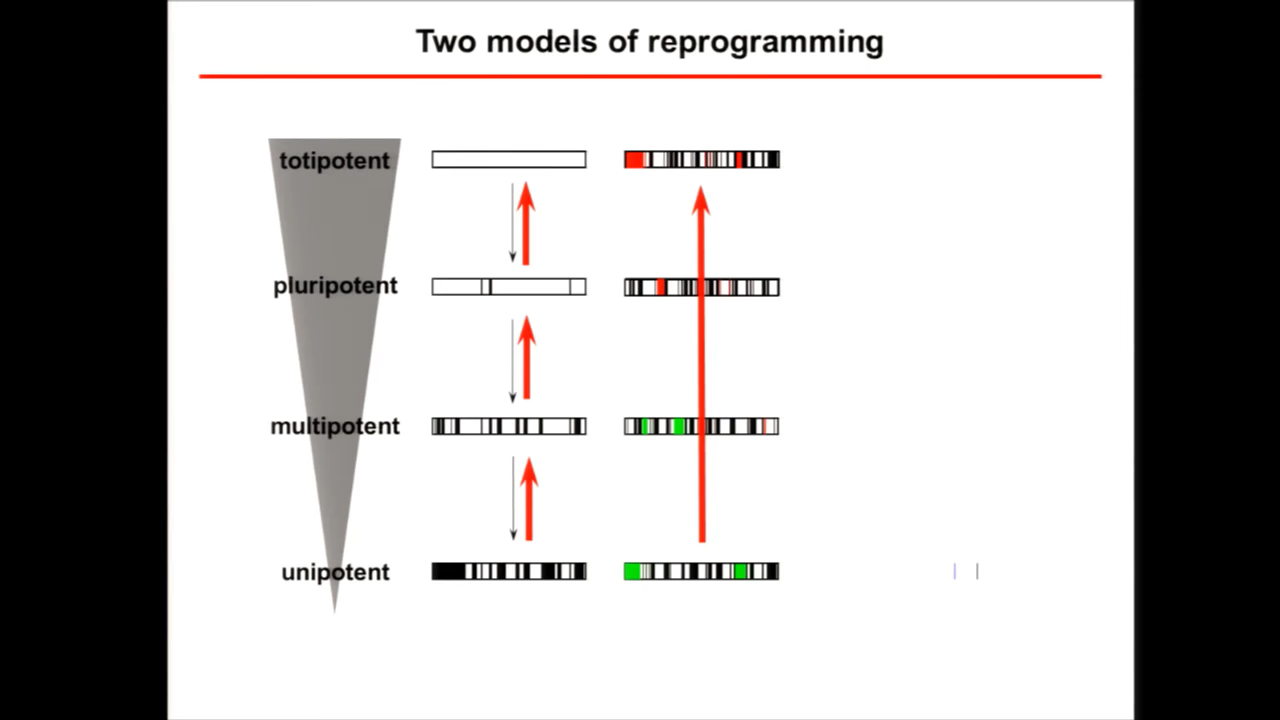 Two models of reprogramming
totipotent
pluripotent
multipotent
unipotent